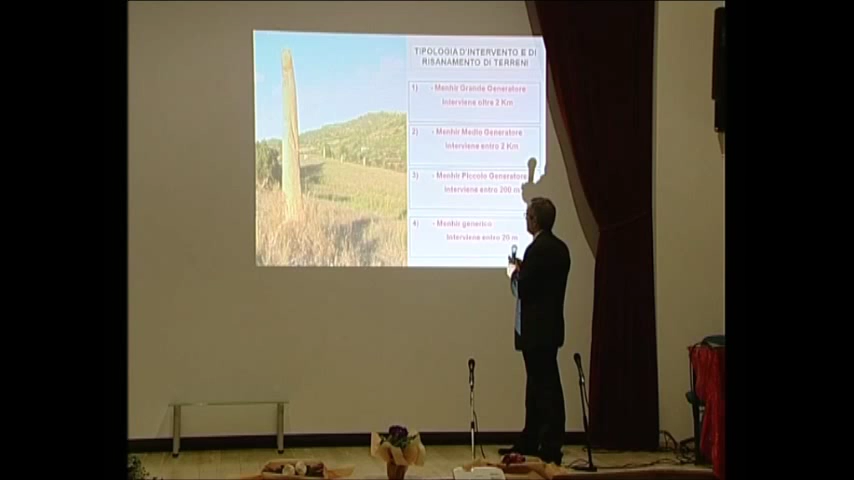 TIPOLOGIA D'INTERVENTO E DI
RISANAMENTO DI TERRENI
1) - Menhir Grande Generatore
Interviene oltre 2 Km
2) - Menhir Medio Generatore
Interviene entro 2 Km
3) - Menhir Piccolo Generatore
Interviene entro 200 m
4) - Menhir generico
Interviene entro 20 m